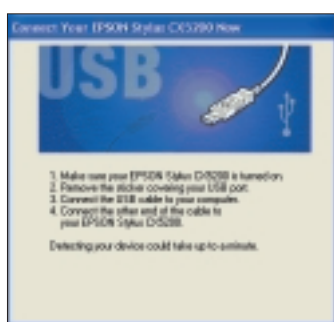 Connect Your EPSON Stylus CX5200 Now
USB
1. Make sure your EPSON Stylus CX5200 is turned on.
2. Remove the sticker covering your USB port.
3. Connect the USB cable to your computer.
4. Connect the other end of the cable to
your EPSON Stylus CX5200.
Detecting your device could take up to a minute.